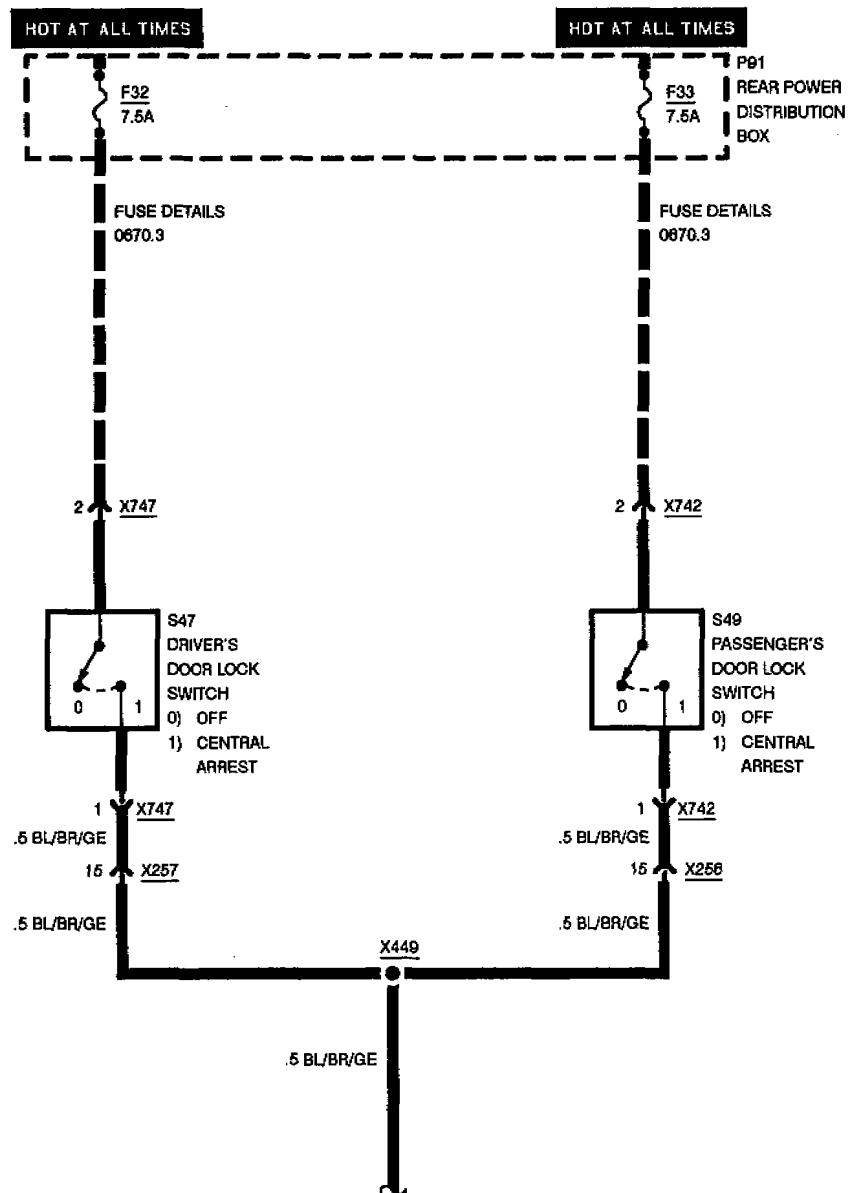 HOT AT ALL TIMES
HOT AT ALL TIMES
P91
REAR POWER
DISTRIBUTION
BOX
F32
7.5A
F33
7.5A
FUSE DETAILS
0670.3
FUSE DETAILS
0670.3
2 X747
2 X742
S47
DRIVER'S
DOOR LOCK
SWITCH
0) OFF
1) CENTRAL
ARREST
0 1
S49
PASSENGER'S
DOOR LOCK
SWITCH
0) OFF
1) CENTRAL
ARREST
0 1
1 X747
.5 BL/BR/GE
15 X257
.5 BL/BR/GE
1 X742
.5 BL/BR/GE
15 X256
.5 BL/BR/GE
X449
.5 BL/BR/GE